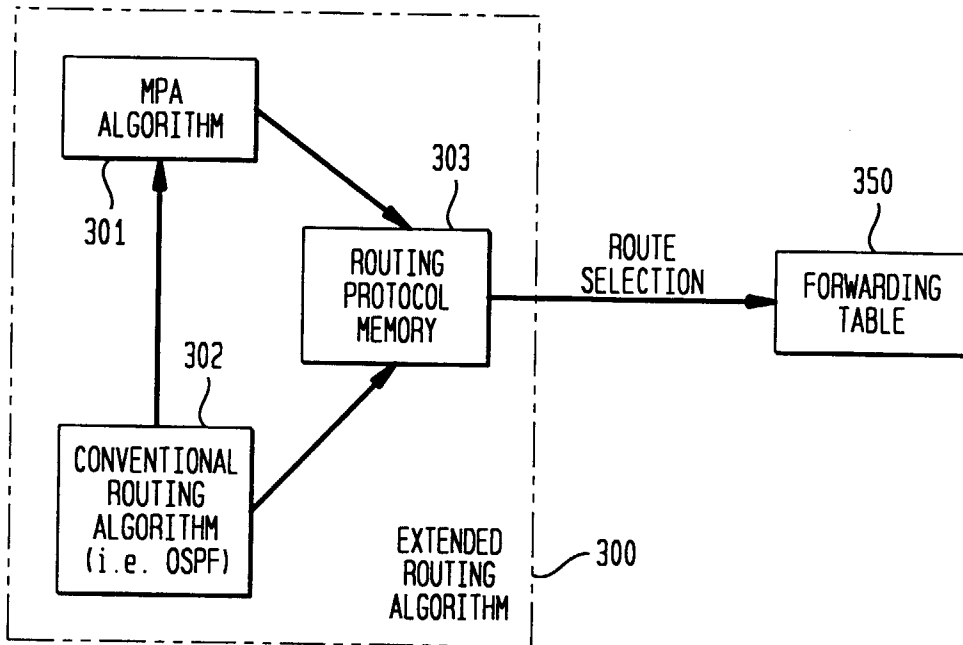 MPA
ALGORITHM
301
303
ROUTING
PROTOCOL
MEMORY
ROUTE
SELECTION
350
FORWARDING
TABLE
302
CONVENTIONAL
ROUTING
ALGORITHM
(i.e. OSPF)
EXTENDED
ROUTING
ALGORITHM
300